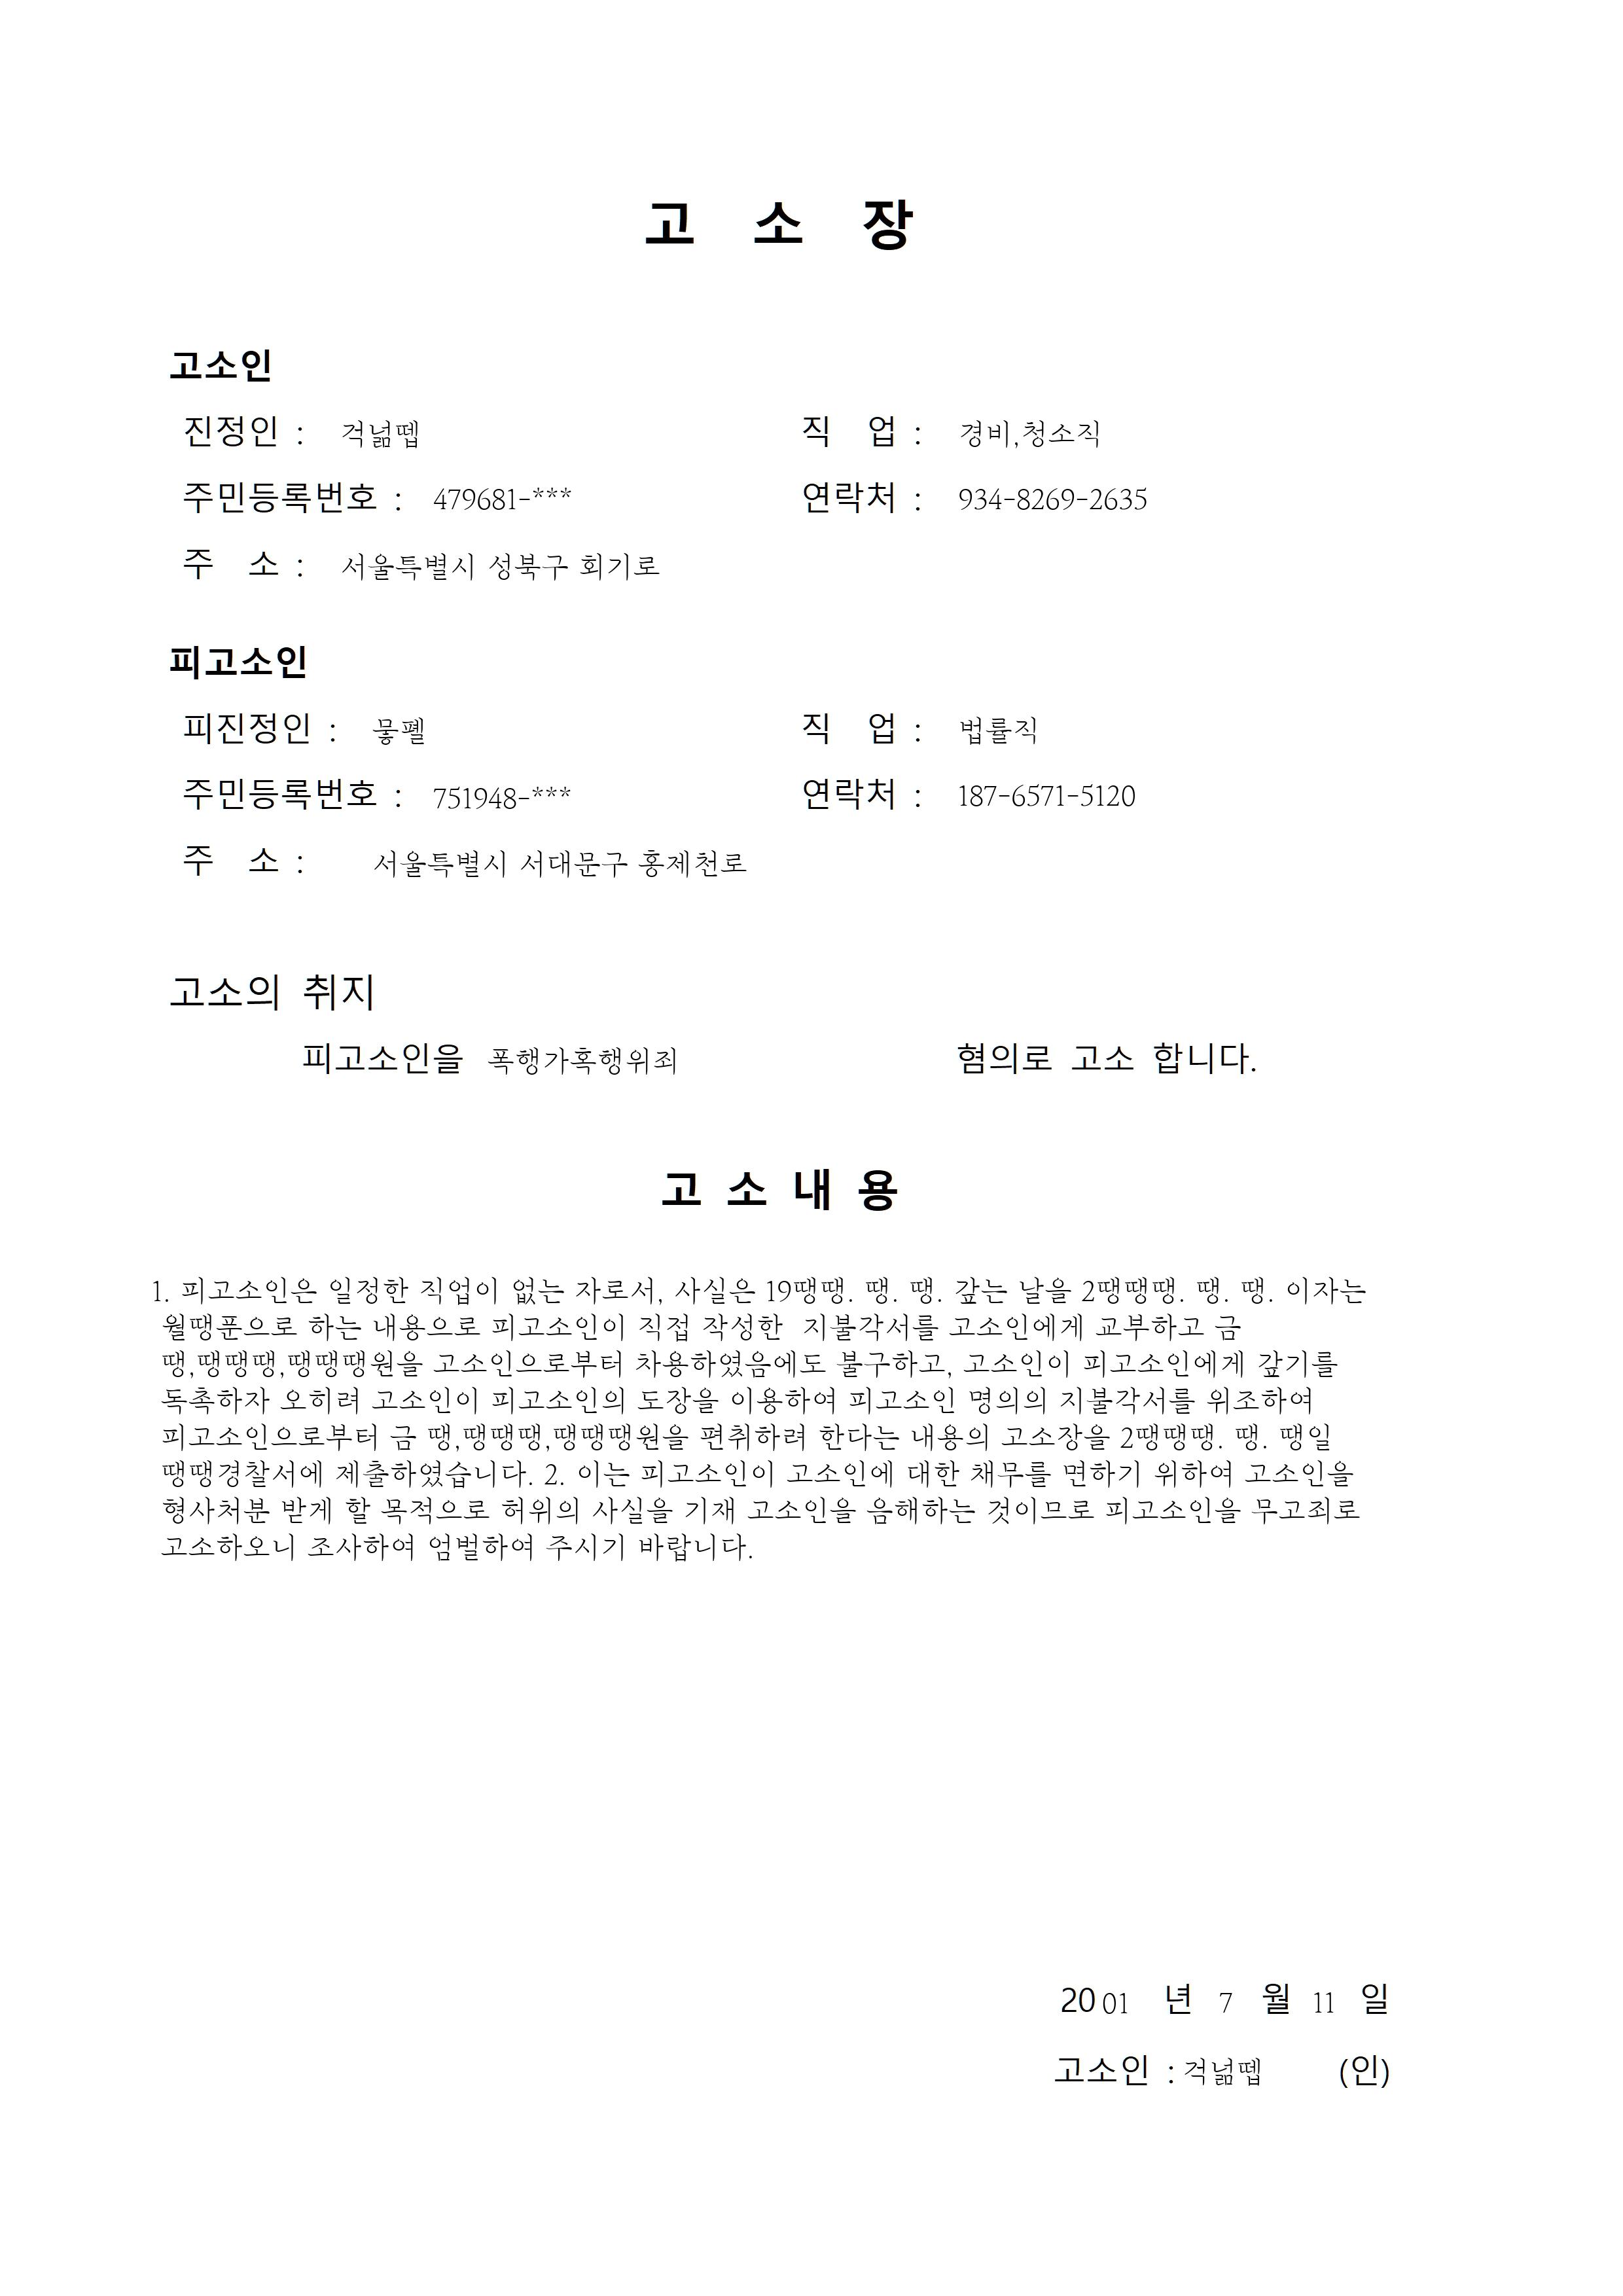 고 소 장
고소인
진정인 : 걱넒뗍 직 업 : 경비,청소직
주민등록번호 : 479681-*** 연락처 : 934-8269-2635
주 소 : 서울특별시 성북구 회기로
피고소인
피진정인 : 뭏폘 직 업 : 법률직
주민등록번호 : 751948-*** 연락처 : 187-6571-5120
주 소 : 서울특별시 서대문구 홍제천로
고소의 취지
피고소인을 폭행가혹행위죄 혐의로 고소 합니다.
고 소 내 용
1. 피고소인은 일정한 직업이 없는 자로서, 사실은 19땡땡. 땡. 땡. 갚는 날을 2땡땡땡. 땡. 땡. 이자는
월땡푼으로 하는 내용으로 피고소인이 직접 작성한 지불각서를 고소인에게 교부하고 금
땡,땡땡땡,땡땡땡원을 고소인으로부터 차용하였음에도 불구하고, 고소인이 피고소인에게 갚기를
독촉하자 오히려 고소인이 피고소인의 도장을 이용하여 피고소인 명의의 지불각서를 위조하여
피고소인으로부터 금 땡,땡땡땡,땡땡땡원을 편취하려 한다는 내용의 고소장을 2땡땡땡. 땡. 땡일
땡땡경찰서에 제출하였습니다. 2. 이는 피고소인이 고소인에 대한 채무를 면하기 위하여 고소인을
형사처분 받게 할 목적으로 허위의 사실을 기재 고소인을 음해하는 것이므로 피고소인을 무고죄로
고소하오니 조사하여 엄벌하여 주시기 바랍니다.
2001 년 7 월 11 일
고소인 : 걱넒뗍 (인)